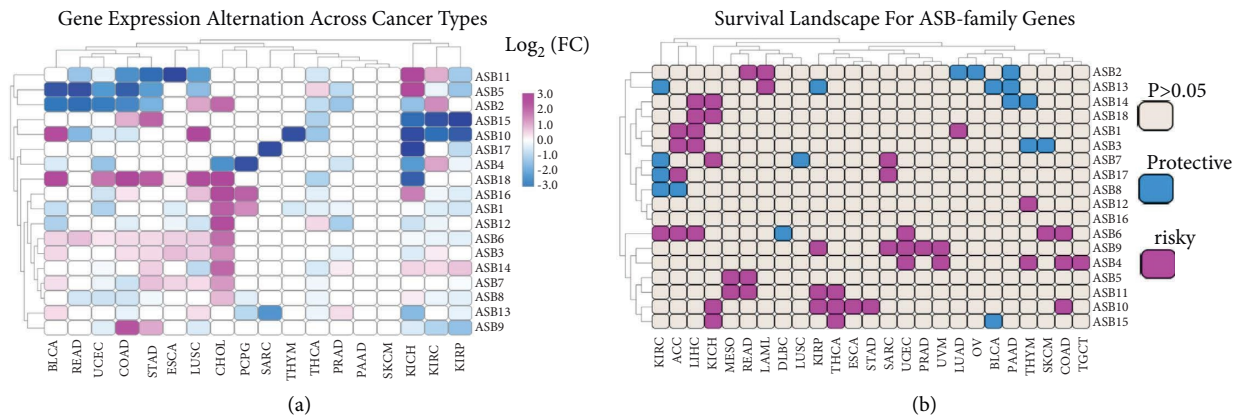 Gene Expression Alternation Across Cancer Types
Log₂ (FC)
3.0
2.0
1.0
0.0
-1.0
-2.0
-3.0
ASB11
ASB5
ASB2
ASB15
ASB10
ASB17
ASB4
ASB18
ASB16
ASB1
ASB12
ASB6
ASB3
ASB14
ASB7
ASB8
ASB13
ASB9
BLCA
READ
UCEC
COAD
STAD
ESCA
LUSC
CHOL
PCPG
SARC
THYM
THCA
PRAD
PAAD
SKCM
KICH
KIRC
KIRP
(a)
Survival Landscape For ASB-family Genes
ASB2
ASB13
ASB14
ASB18
ASB1
ASB3
ASB7
ASB17
ASB8
ASB12
ASB16
ASB6
ASB9
ASB4
ASB5
ASB11
ASB10
ASB15
KIRC
ACC
LIHC
KICH
MESO
READ
LAML
DLBC
LUSC
KIRP
THCA
ESCA
STAD
SARC
UCEC
PRAD
UVM
LUAD
OV
BLCA
PAAD
THYM
SKCM
COAD
TGCT
P>0.05
Protective
risky
(b)